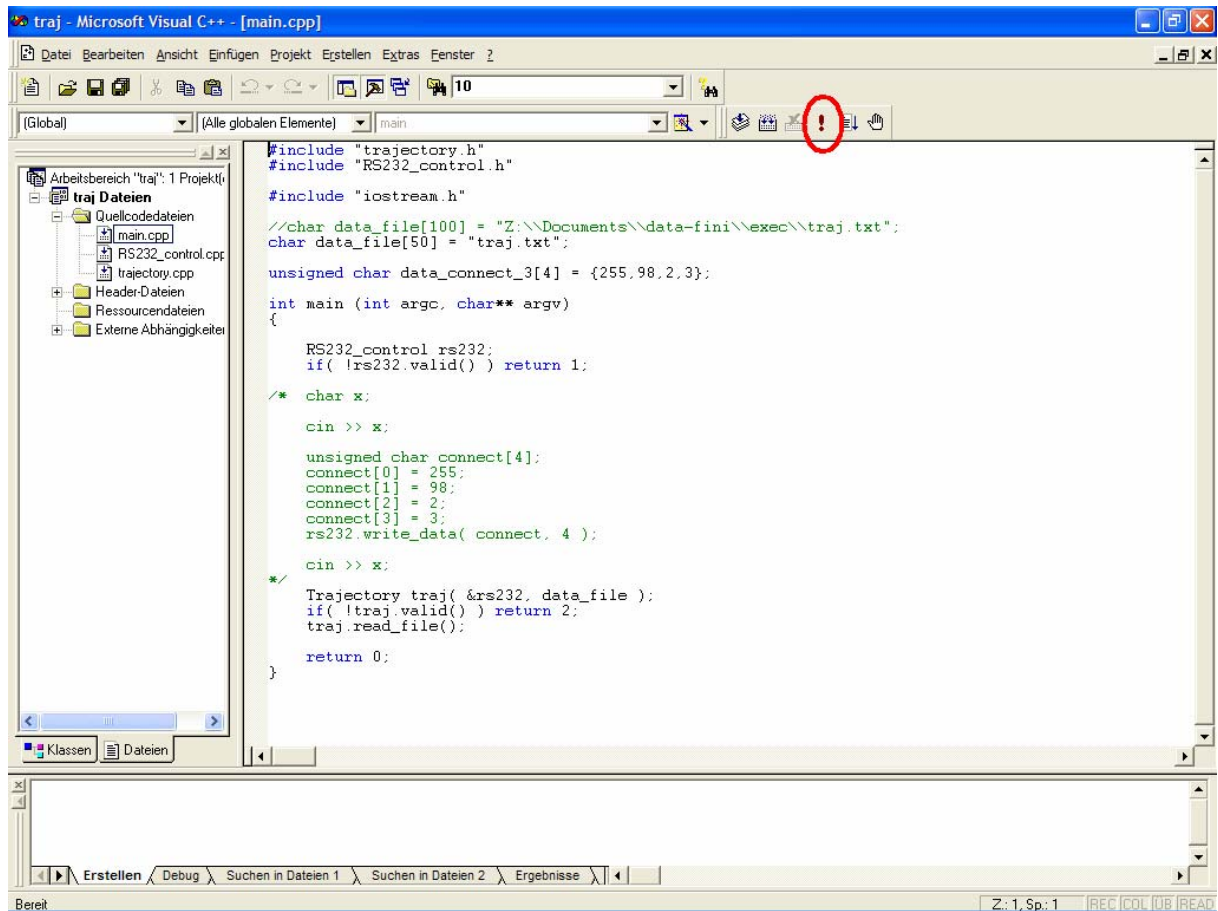 traj - Microsoft Visual C++ - [main.cpp]
Datei Bearbeiten Ansicht Einfügen Projekt Erstellen Extras Fenster ?
10
(Global) (Alle globalen Elemente) main
Arbeitsbereich "traj": 1 Projekt(
traj Dateien
Quellcodedateien
main.cpp
RS232_control.cpp
trajectory.cpp
Header-Dateien
Ressourcendateien
Externe Abhängigkeiten
Klassen Dateien
#include "trajectory.h"
#include "RS232_control.h"
#include "iostream.h"
//char data_file[100] = "Z:\\Documents\\data-fini\\exec\\traj.txt";
char data_file[50] = "traj.txt";
unsigned char data_connect_3[4] = {255,98,2,3};
int main (int argc, char** argv)
{
RS232_control rs232;
if( !rs232.valid() ) return 1;
/* char x;
cin >> x;
unsigned char connect[4];
connect[0] = 255;
connect[1] = 98;
connect[2] = 2;
connect[3] = 3;
rs232.write_data( connect, 4 );
cin >> x;
*/
Trajectory traj( &rs232, data_file );
if( !traj.valid() ) return 2;
traj.read_file();
return 0;
}
Erstellen Debug Suchen in Dateien 1 Suchen in Dateien 2 Ergebnisse
Bereit
Z.: 1, Sp.: 1 REC COL ÜB READ